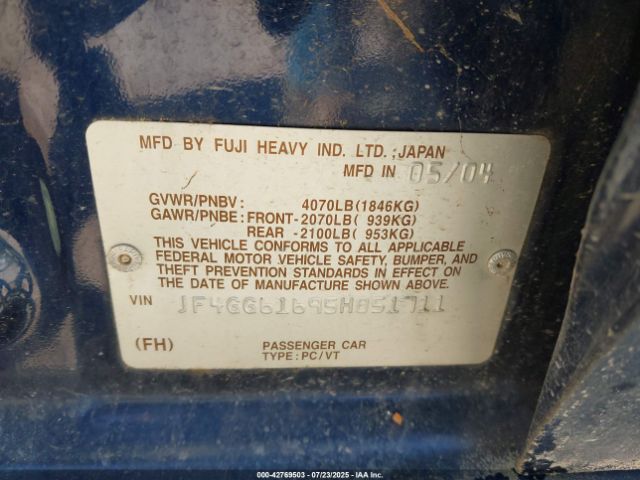 MFD BY FUJI HEAVY IND. LTD. ;JAPAN
MFD IN 05/04
GVWR/PNBV : 4070LB(1846KG)
GAWR/PNBE : FRONT-2070LB( 939KG)
REAR -2100LB( 953KG)
THIS VEHICLE CONFORMS TO ALL APPLICABLE
FEDERAL MOTOR VEHICLE SAFETY, BUMPER, AND
THEFT PREVENTION STANDARDS IN EFFECT ON
THE DATE OF MANUFACTURE SHOWN ABOVE.
VIN JF4GG61695H851711
(FH) PASSENGER CAR
TYPE : PC/VT
000-42769503 - 07/23/2025 - IAAI.COM